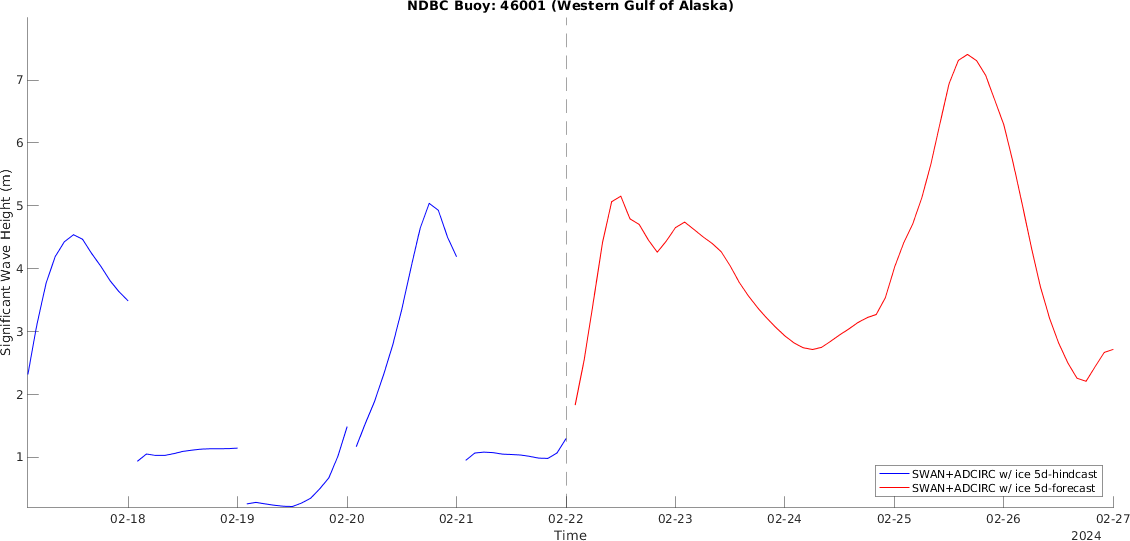 NDBC Buoy: 46001 (Western Gulf of Alaska)
Significant Wave Height (m)
7
6
5
4
3
2
1
SWAN+ADCIRC w/ ice 5d-hindcast
SWAN+ADCIRC w/ ice 5d-forecast
02-18 02-19 02-20 02-21 02-22 02-23 02-24 02-25 02-26 02-27
Time
2024